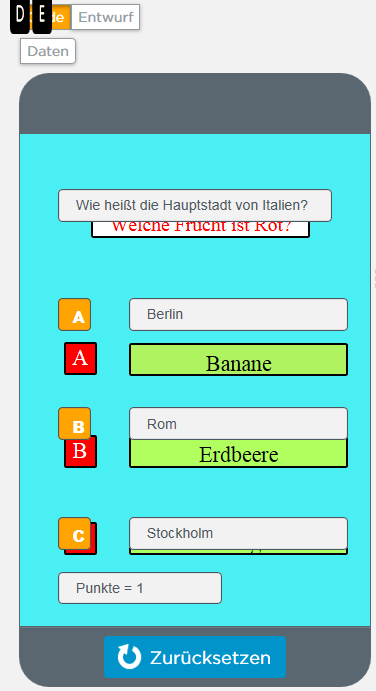 D E de Entwurf
Daten
Wie heißt die Hauptstadt von Italien?
Welche Frucht ist Rot?
A Berlin
A Banane
B Rom
B Erdbeere
C Stockholm
Punkte = 1
Zurücksetzen